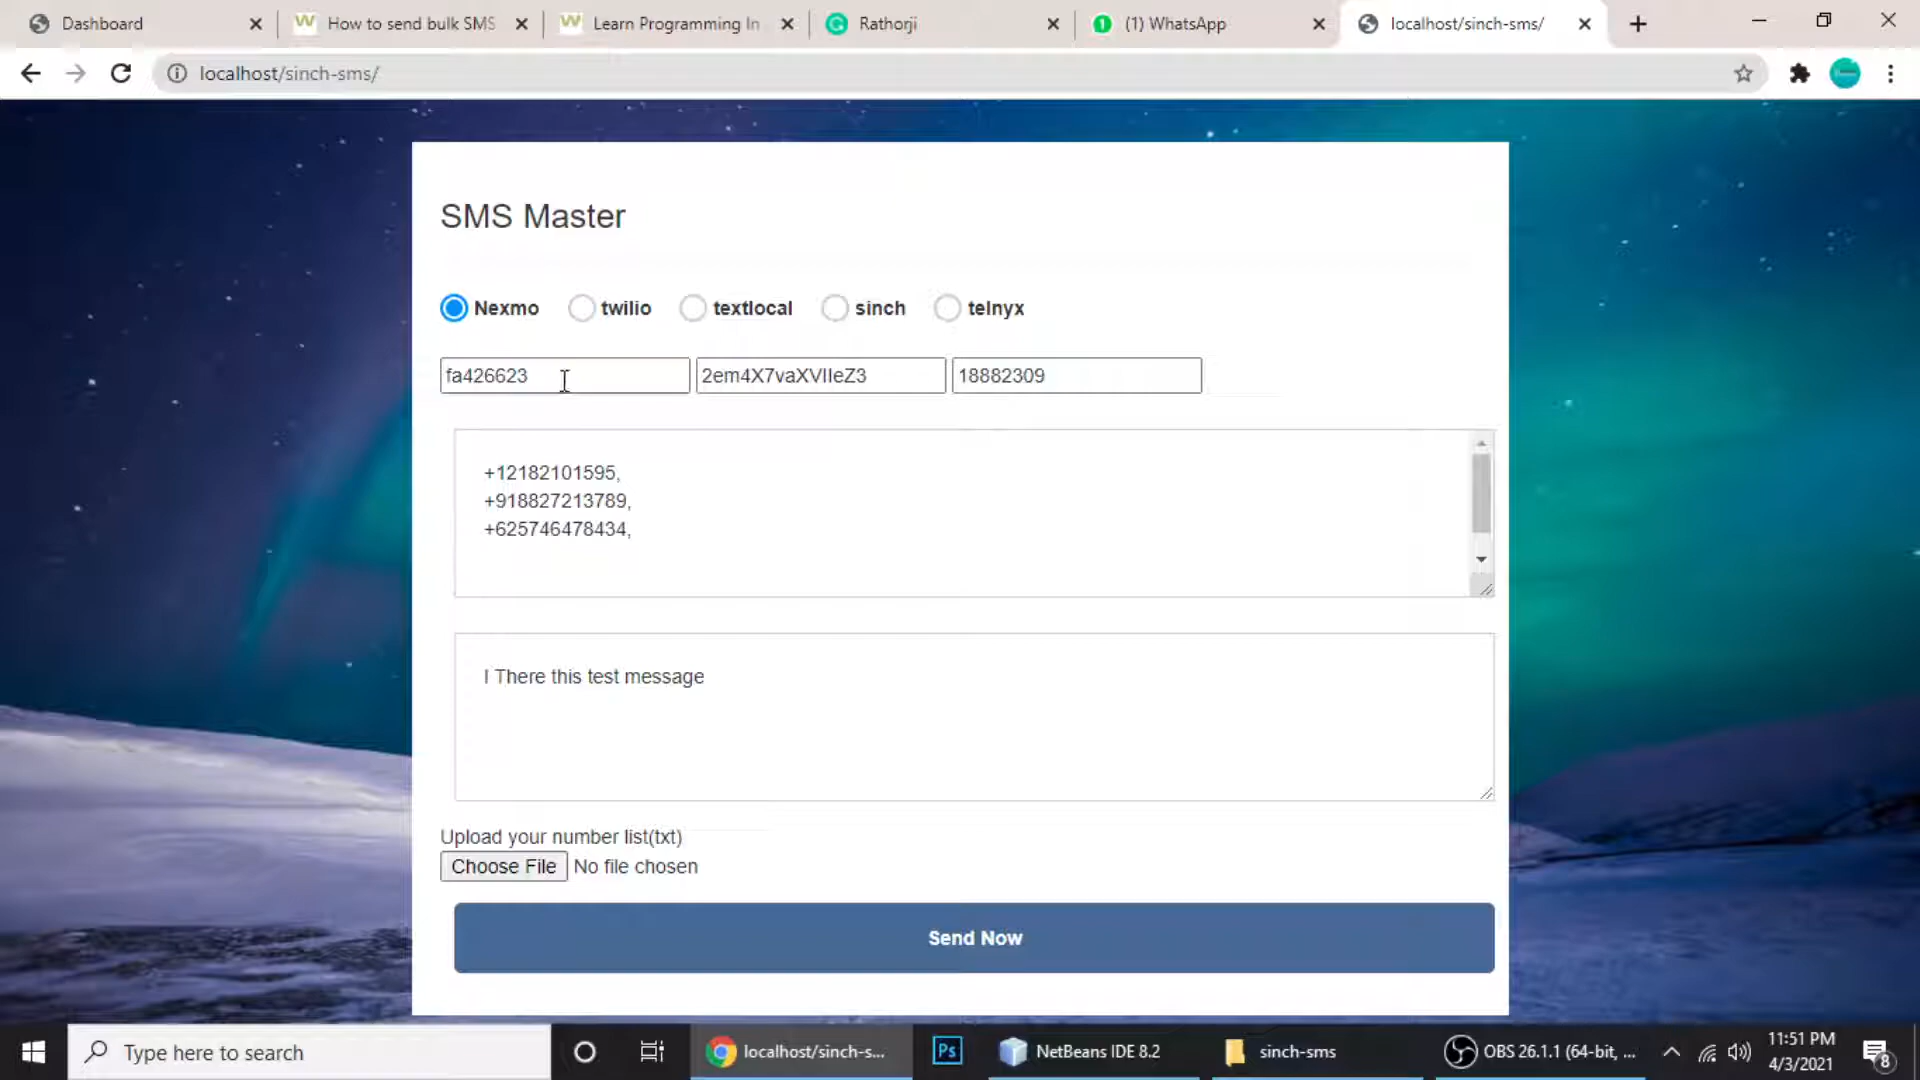 Dashboard
How to send bulk SMS
Learn Programming In
Rathorji
(1) WhatsApp
localhost/sinch-sms/
localhost/sinch-sms/
SMS Master
Nexmo
twilio
textlocal
sinch
telnyx
fa426623
2em4X7vaXVIIeZ3
18882309
+12182101595,
+918827213789,
+625746478434,
I There this test message
Upload your number list(txt)
Choose File No file chosen
Send Now
Type here to search
localhost/sinch-s...
Ps
NetBeans IDE 8.2
sinch-sms
OBS 26.1.1 (64-bit, ...
11:51 PM
4/3/2021
8